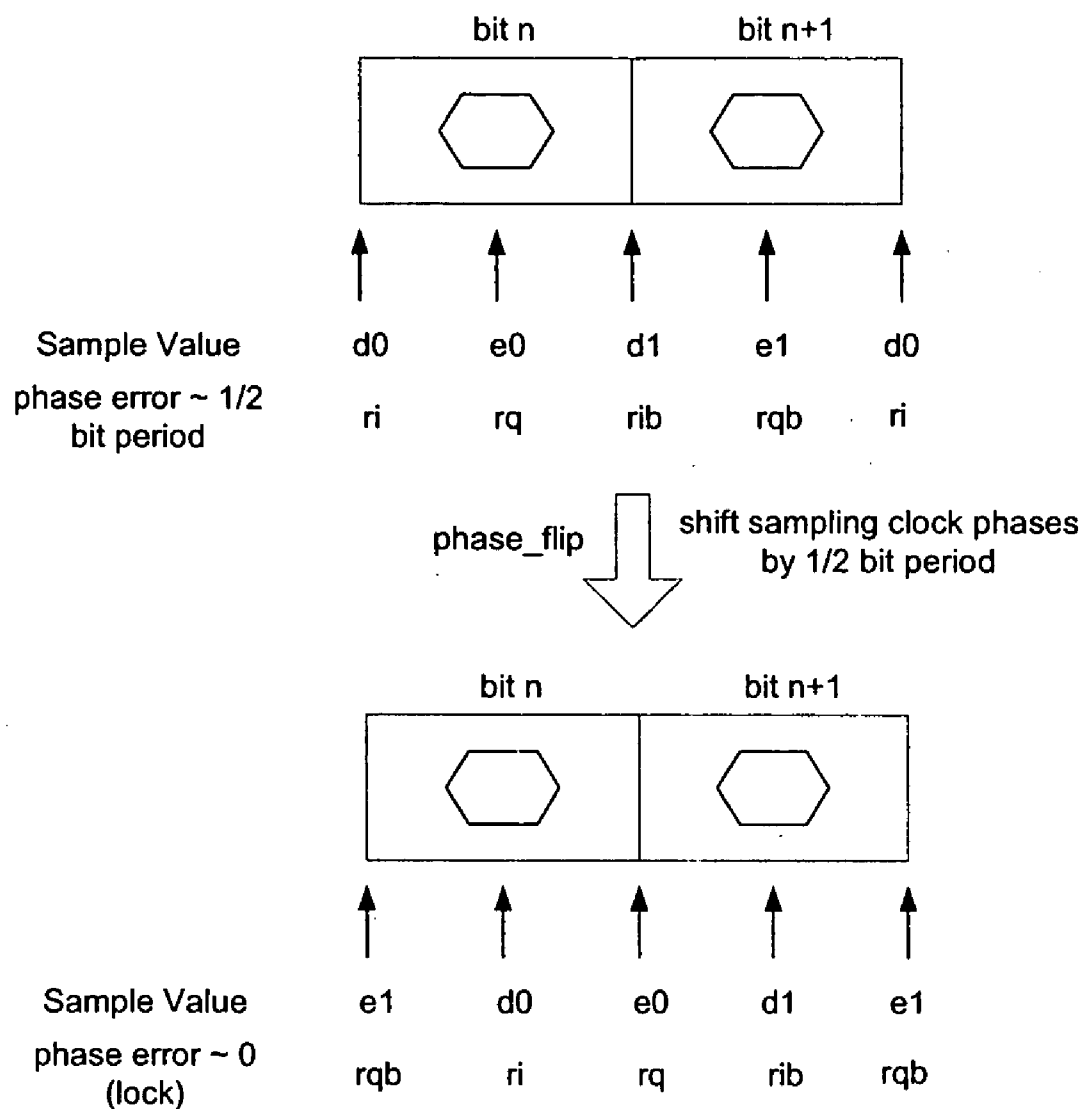 bit n bit n+1
Sample Value d0 e0 d1 e1 d0
phase error ~ 1/2
bit period
ri rq rib rqb ri
phase_flip
shift sampling clock phases
by 1/2 bit period
bit n bit n+1
Sample Value e1 d0 e0 d1 e1
phase error ~ 0
(lock)
rqb ri rq rib rqb